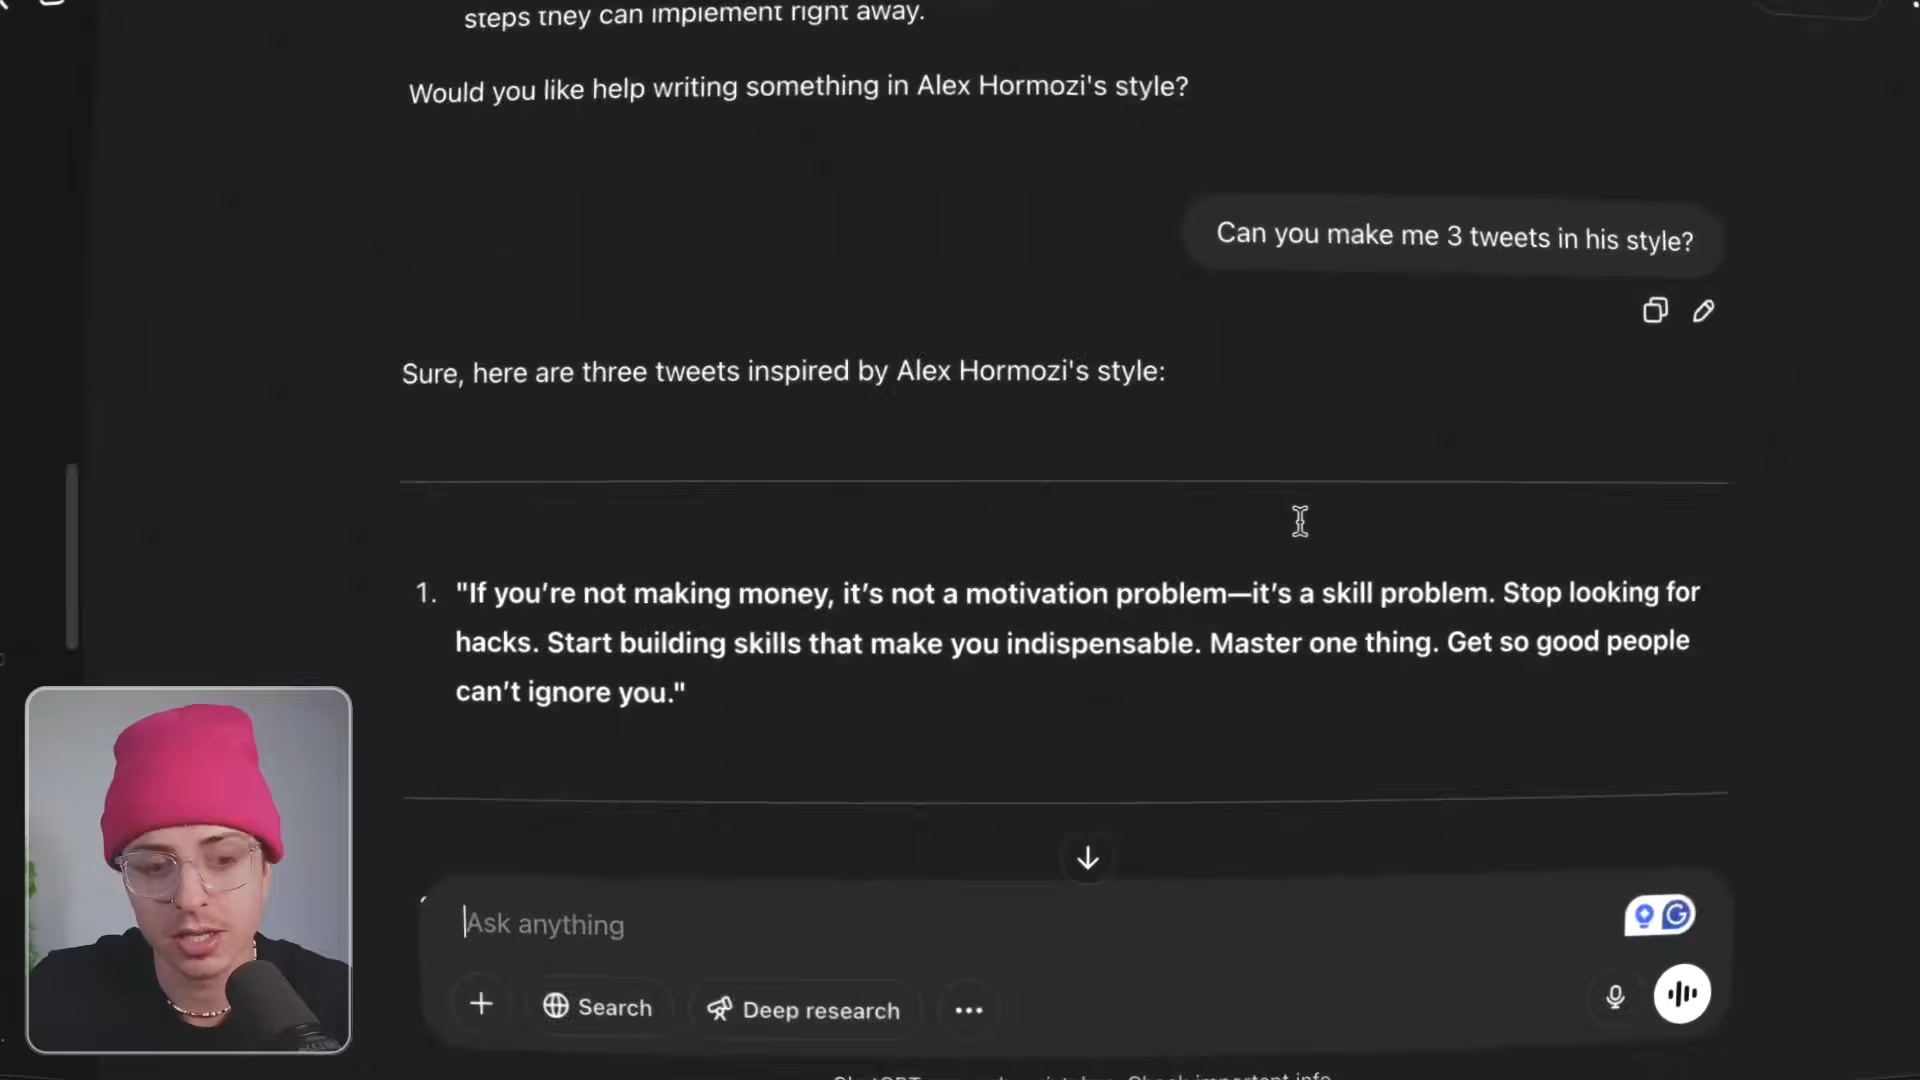 steps they can implement right away.
Would you like help writing something in Alex Hormozi's style?
Can you make me 3 tweets in his style?
Sure, here are three tweets inspired by Alex Hormozi's style:
1. "If you’re not making money, it’s not a motivation problem—it’s a skill problem. Stop looking for
hacks. Start building skills that make you indispensable. Master one thing. Get so good people
can’t ignore you."
Ask anything
Search
Deep research